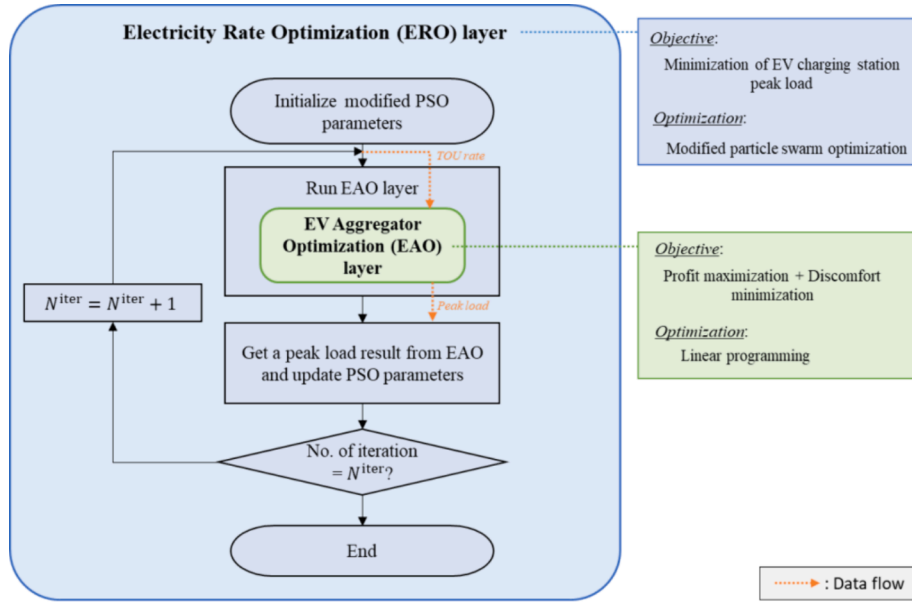 Electricity Rate Optimization (ERO) layer
Initialize modified PSO
parameters
TOU rate
Run EAO layer
EV Aggregator
Optimization (EAO)
layer
Peak load
N^iter = N^iter + 1
Get a peak load result from EAO
and update PSO parameters
No. of iteration
= N^iter?
End
Objective:
Minimization of EV charging station
peak load
Optimization:
Modified particle swarm optimization
Objective:
Profit maximization + Discomfort
minimization
Optimization:
Linear programming
: Data flow